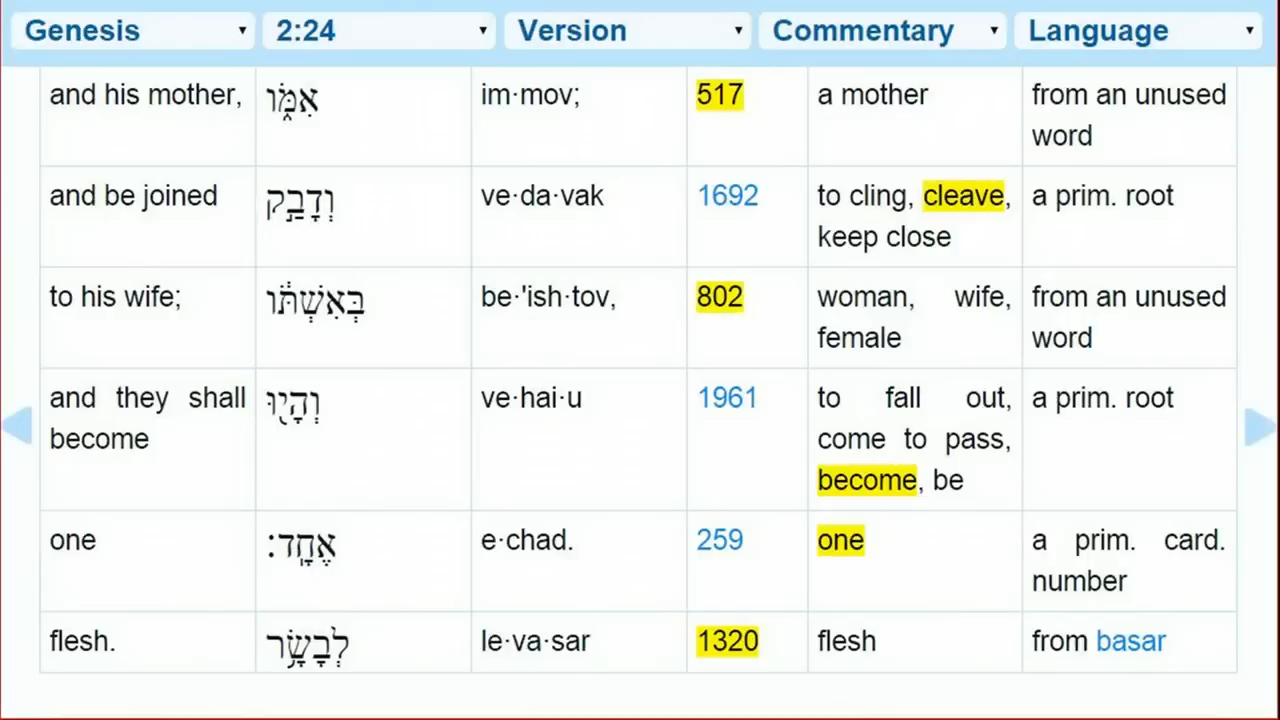 Genesis 2:24 Version Commentary Language
and his mother, אִמּ֑וֹ im·mov; 517 a mother from an unused
word
and be joined וְדָבַ֣ק ve·da·vak 1692 to cling, cleave, a prim. root
keep close
to his wife; בְּאִשְׁתּ֔וֹ be·'ish·tov, 802 woman, wife, from an unused
female word
and they shall וְהָי֖וּ ve·hai·u 1961 to fall out, a prim. root
become come to pass,
become, be
one אֶחָֽד׃ e·chad. 259 one a prim. card.
number
flesh. לְבָשָׂ֥ר le·va·sar 1320 flesh from basar